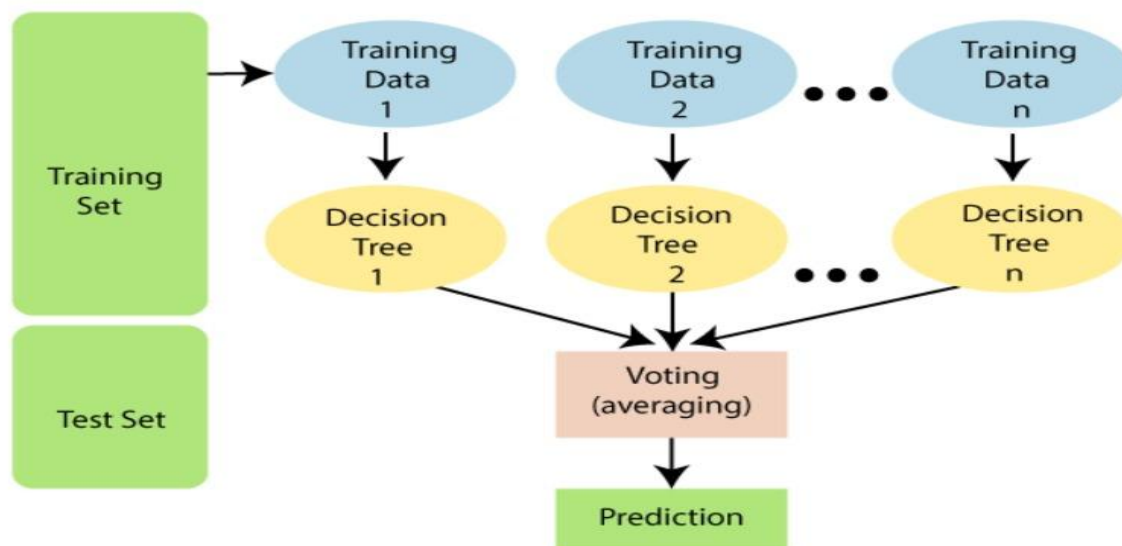 Training
Set
Training
Data
1
Training
Data
2
Training
Data
n
Decision
Tree
1
Decision
Tree
2
Decision
Tree
n
Test Set
Voting
(averaging)
Prediction